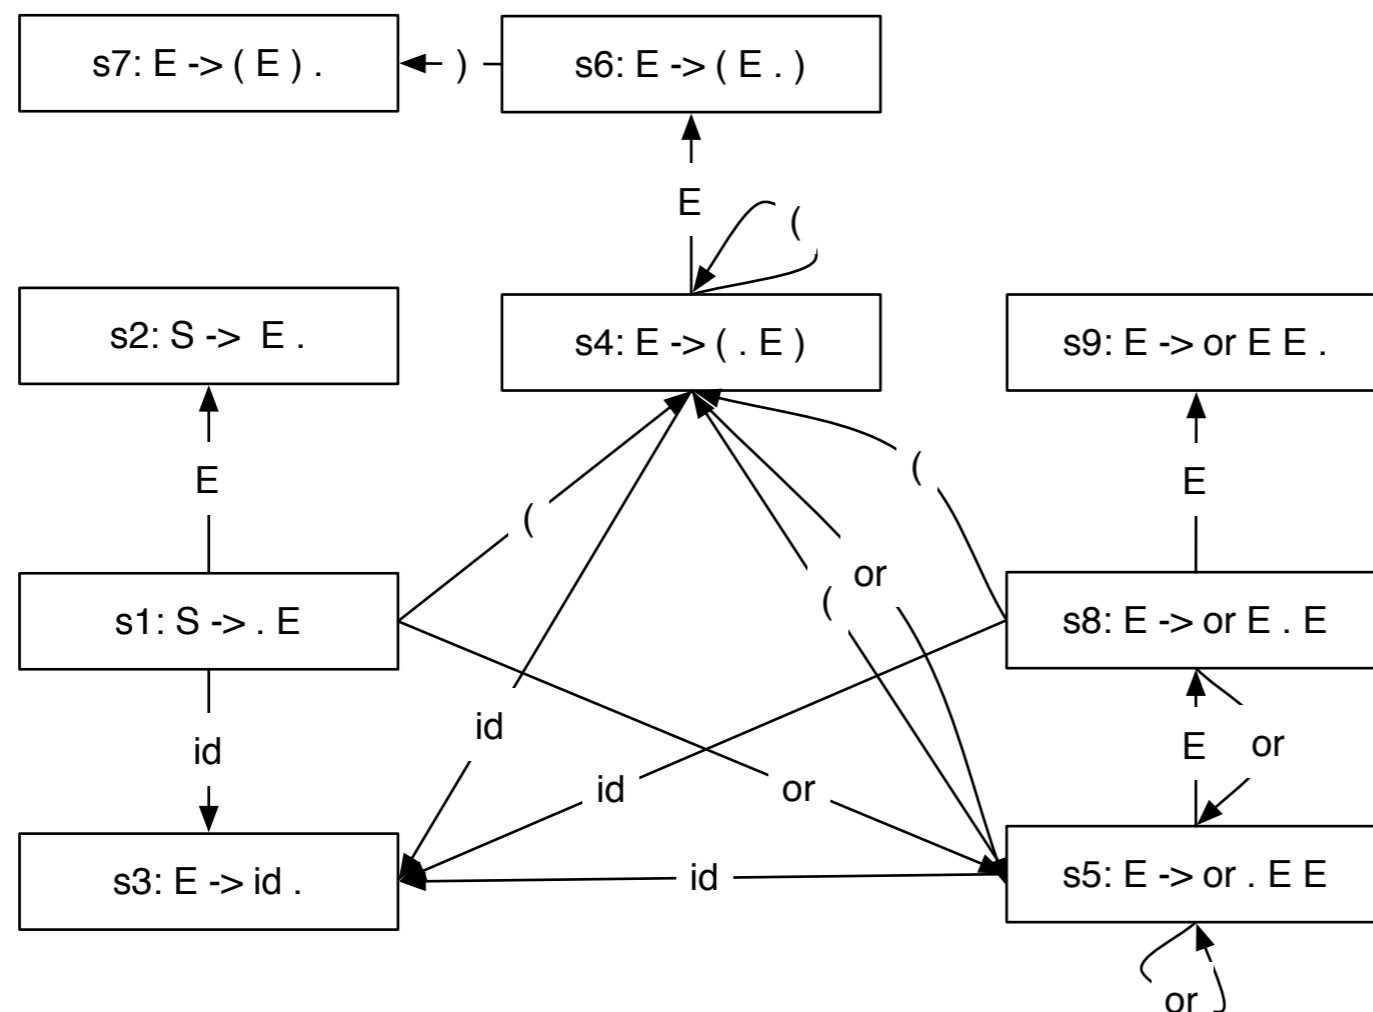 s7: E -> ( E ) .
)
s6: E -> ( E . )
E
(
s2: S -> E .
s4: E -> ( . E )
s9: E -> or E E .
E
(
E
(
or
(
s1: S -> . E
s8: E -> or E . E
id
id
id
or
E
or
s3: E -> id .
id
s5: E -> or . E E
or